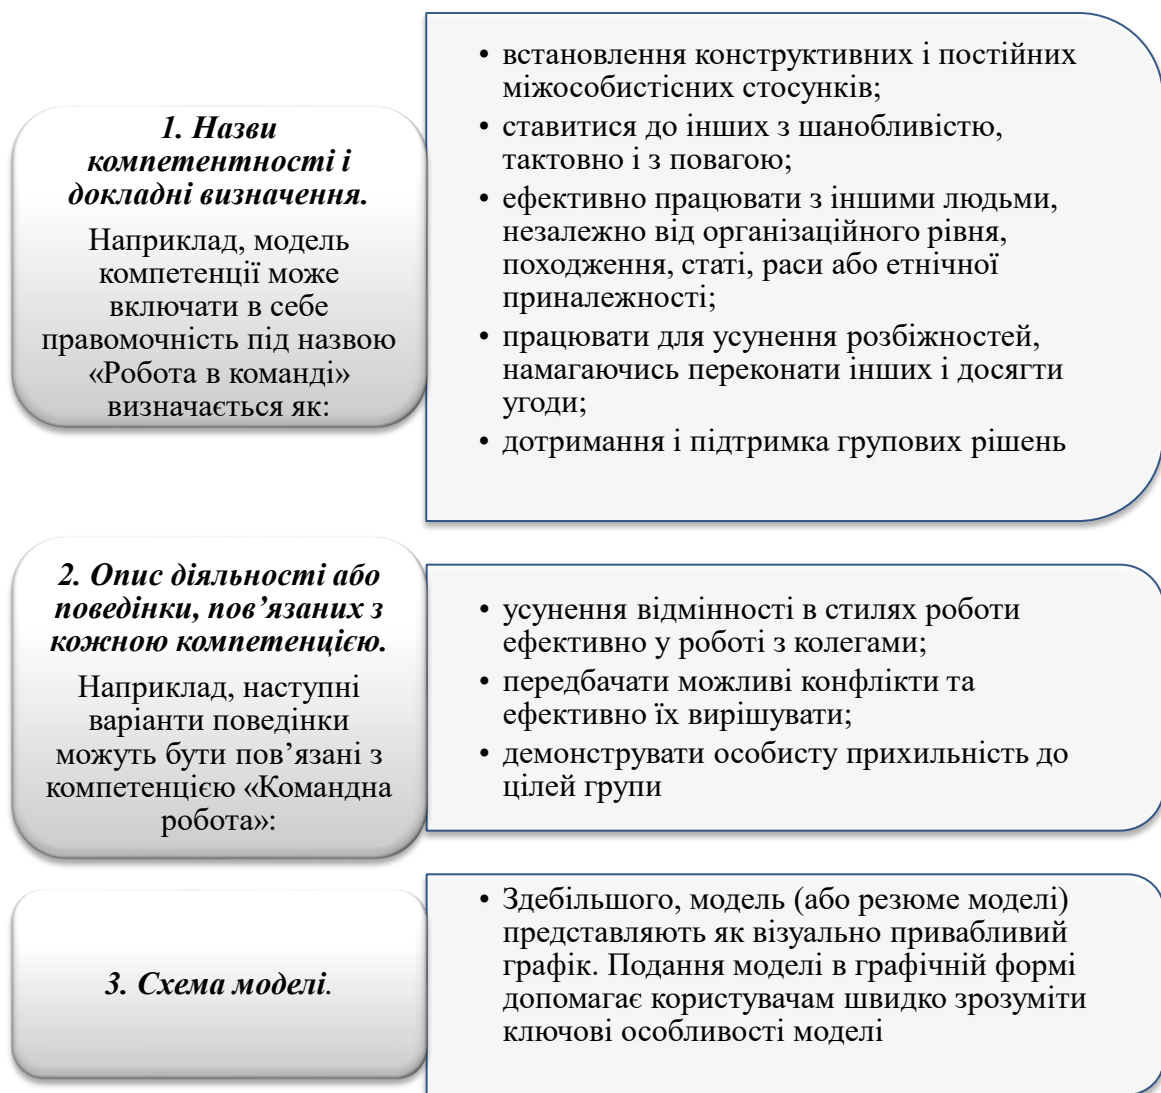 1. Назви
компетентності і
докладні визначення.
Наприклад, модель
компетенції може
включати в себе
правомочність під назвою
«Робота в команді»
визначається як:
• встановлення конструктивних і постійних
міжособистісних стосунків;
• ставитися до інших з шанобливістю,
тактовно і з повагою;
• ефективно працювати з іншими людьми,
незалежно від організаційного рівня,
походження, статі, раси або етнічної
приналежності;
• працювати для усунення розбіжностей,
намагаючись переконати інших і досягти
угоди;
• дотримання і підтримка групових рішень
2. Опис діяльності або
поведінки, пов’язаних з
кожною компетенцією.
Наприклад, наступні
варіанти поведінки
можуть бути пов’язані з
компетенцією «Командна
робота»:
• усунення відмінності в стилях роботи
ефективно у роботі з колегами;
• передбачати можливі конфлікти та
ефективно їх вирішувати;
• демонструвати особисту прихильність до
цілей групи
3. Схема моделі.
• Здебільшого, модель (або резюме моделі)
представляють як візуально привабливий
графік. Подання моделі в графічній формі
допомагає користувачам швидко зрозуміти
ключові особливості моделі